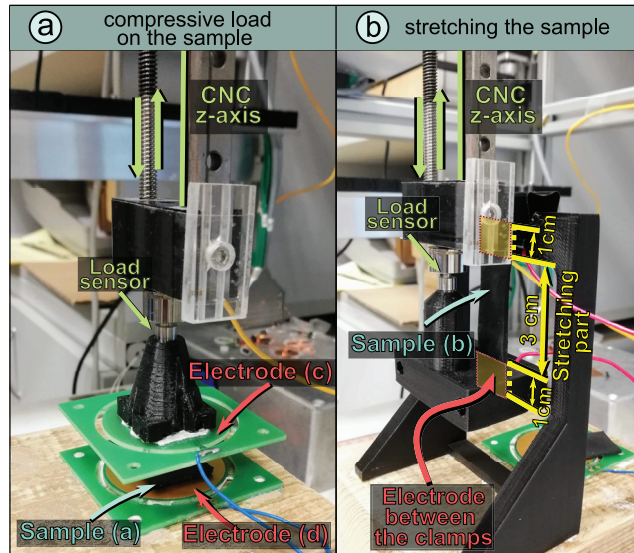 a
compressive load
on the sample
CNC
z-axis
Load
sensor
Electrode (c)
Sample (a)
Electrode (d)
b
stretching the sample
CNC
z-axis
Load
sensor
1cm
3 cm
Stretching
part
Sample (b)
1cm
Electrode
between
the clamps